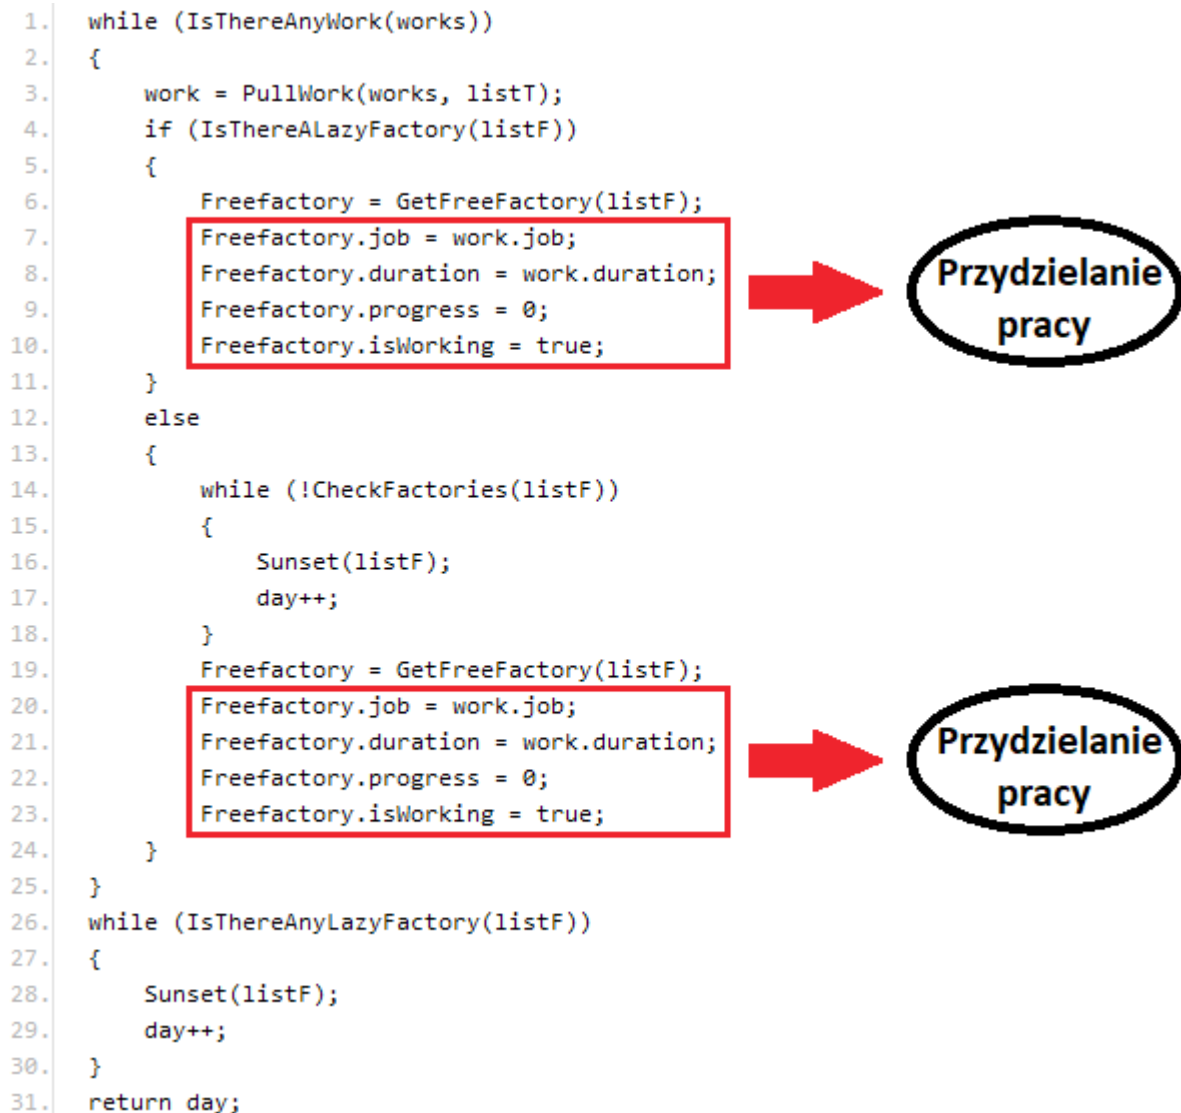 1. while (IsThereAnyWork(works))
2. {
3. work = PullWork(works, listT);
4. if (IsThereALazyFactory(listF))
5. {
6. Freefactory = GetFreeFactory(listF);
7. Freefactory.job = work.job;
8. Freefactory.duration = work.duration;
9. Freefactory.progress = 0;
10. Freefactory.isWorking = true;
Przydzielanie
pracy
11. }
12. else
13. {
14. while (!CheckFactories(listF))
15. {
16. Sunset(listF);
17. day++;
18. }
19. Freefactory = GetFreeFactory(listF);
20. Freefactory.job = work.job;
21. Freefactory.duration = work.duration;
22. Freefactory.progress = 0;
23. Freefactory.isWorking = true;
Przydzielanie
pracy
24. }
25. }
26. while (IsThereAnyLazyFactory(listF))
27. {
28. Sunset(listF);
29. day++;
30. }
31. return day;